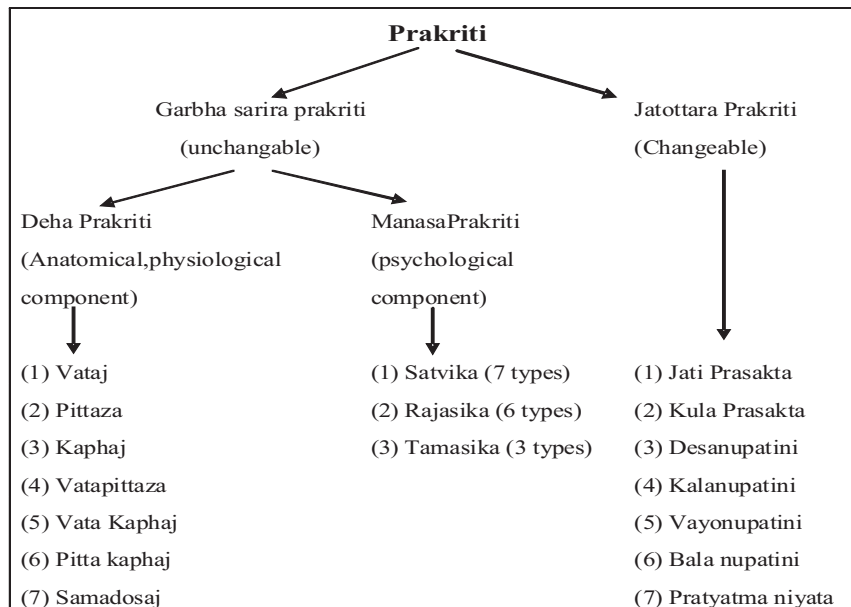 Prakriti
Garbha sarira prakriti
(unchangable)
Jatottara Prakriti
(Changeable)
Deha Prakriti
(Anatomical,physiological
component)
ManasaPrakriti
(psychological
component)
(1) Vataj
(2) Pittaza
(3) Kaphaj
(4) Vatapittaza
(5) Vata Kaphaj
(6) Pitta kaphaj
(7) Samadosaj
(1) Satvika (7 types)
(2) Rajasika (6 types)
(3) Tamasika (3 types)
(1) Jati Prasakta
(2) Kula Prasakta
(3) Desanupatini
(4) Kalanupatini
(5) Vayonupatini
(6) Bala nupatini
(7) Pratyatma niyata